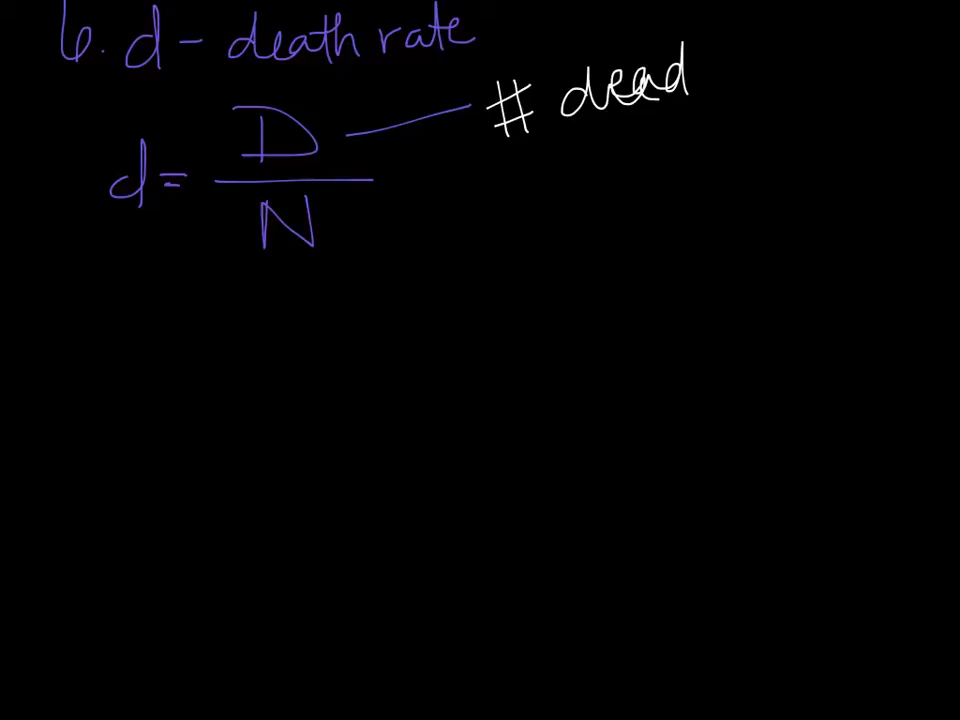 6. d - death rate
d = D / N
# dead